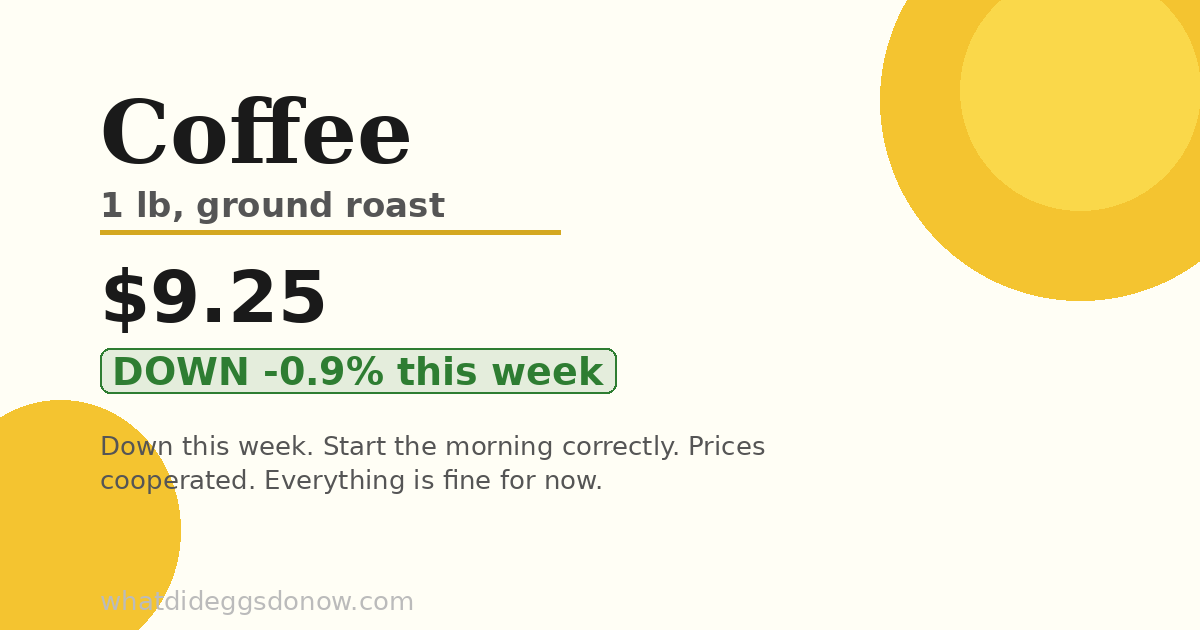 Coffee
1 lb, ground roast
$9.25
DOWN -0.9% this week
Down this week. Start the morning correctly. Prices
cooperated. Everything is fine for now.
whatdideggsdonow.com